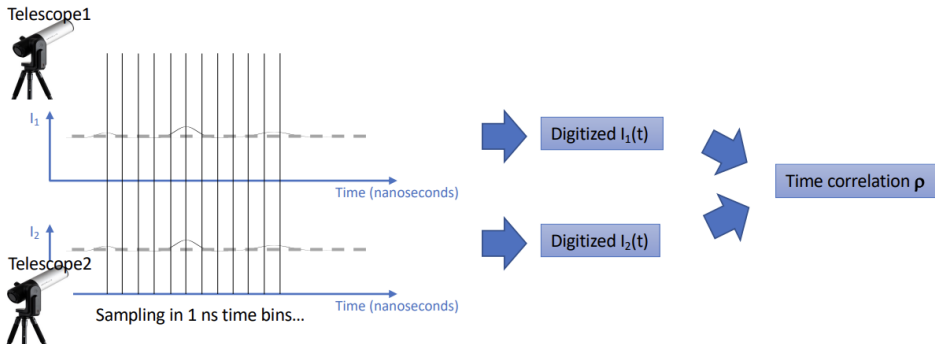 Telescope1
I₁
Time (nanoseconds)
Digitized I₁(t)
Time correlation ρ
I₂
Telescope2
Time (nanoseconds)
Digitized I₂(t)
Sampling in 1 ns time bins...